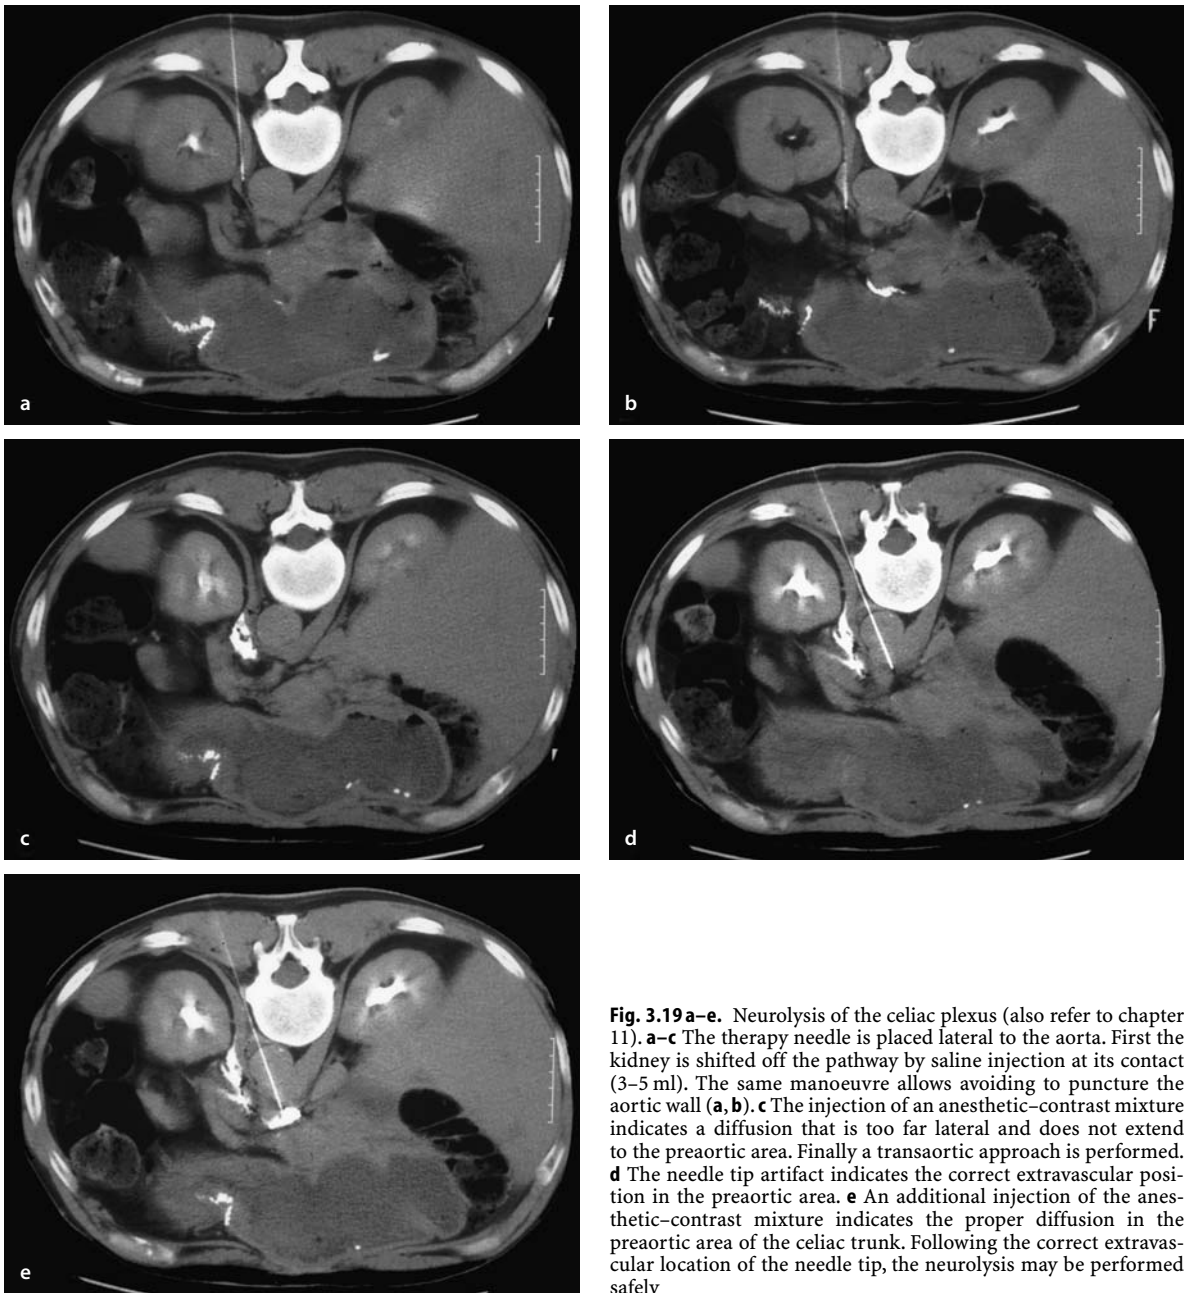 a
b
c
d
e
F
Fig. 3.19 a–e. Neurolysis of the celiac plexus (also refer to chapter
11). a–c The therapy needle is placed lateral to the aorta. First the
kidney is shifted off the pathway by saline injection at its contact
(3–5 ml). The same manoeuvre allows avoiding to puncture the
aortic wall (a, b). c The injection of an anesthetic–contrast mixture
indicates a diffusion that is too far lateral and does not extend
to the preaortic area. Finally a transaortic approach is performed.
d The needle tip artifact indicates the correct extravascular posi-
tion in the preaortic area. e An additional injection of the anes-
thetic–contrast mixture indicates the proper diffusion in the
preaortic area of the celiac trunk. Following the correct extravas-
cular location of the needle tip, the neurolysis may be performed
safely